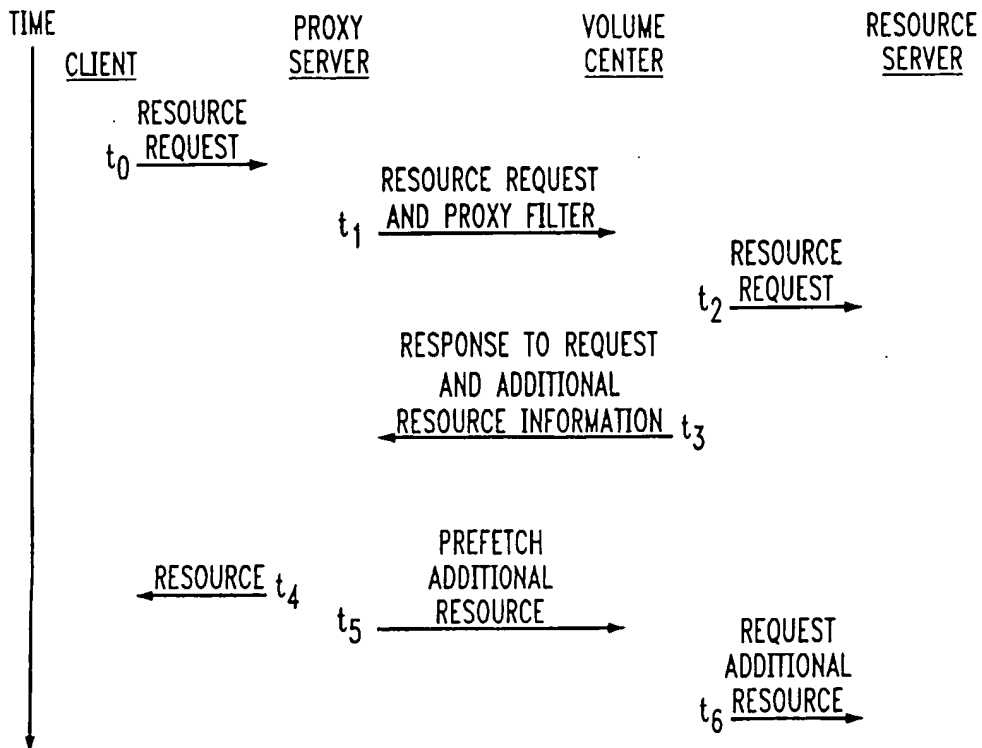 TIME
CLIENT
PROXY
SERVER
VOLUME
CENTER
RESOURCE
SERVER
RESOURCE
t0 REQUEST
RESOURCE REQUEST
t1 AND PROXY FILTER
RESOURCE
t2 REQUEST
RESPONSE TO REQUEST
AND ADDITIONAL
RESOURCE INFORMATION t3
RESOURCE t4
PREFETCH
ADDITIONAL
t5 RESOURCE
REQUEST
ADDITIONAL
t6 RESOURCE